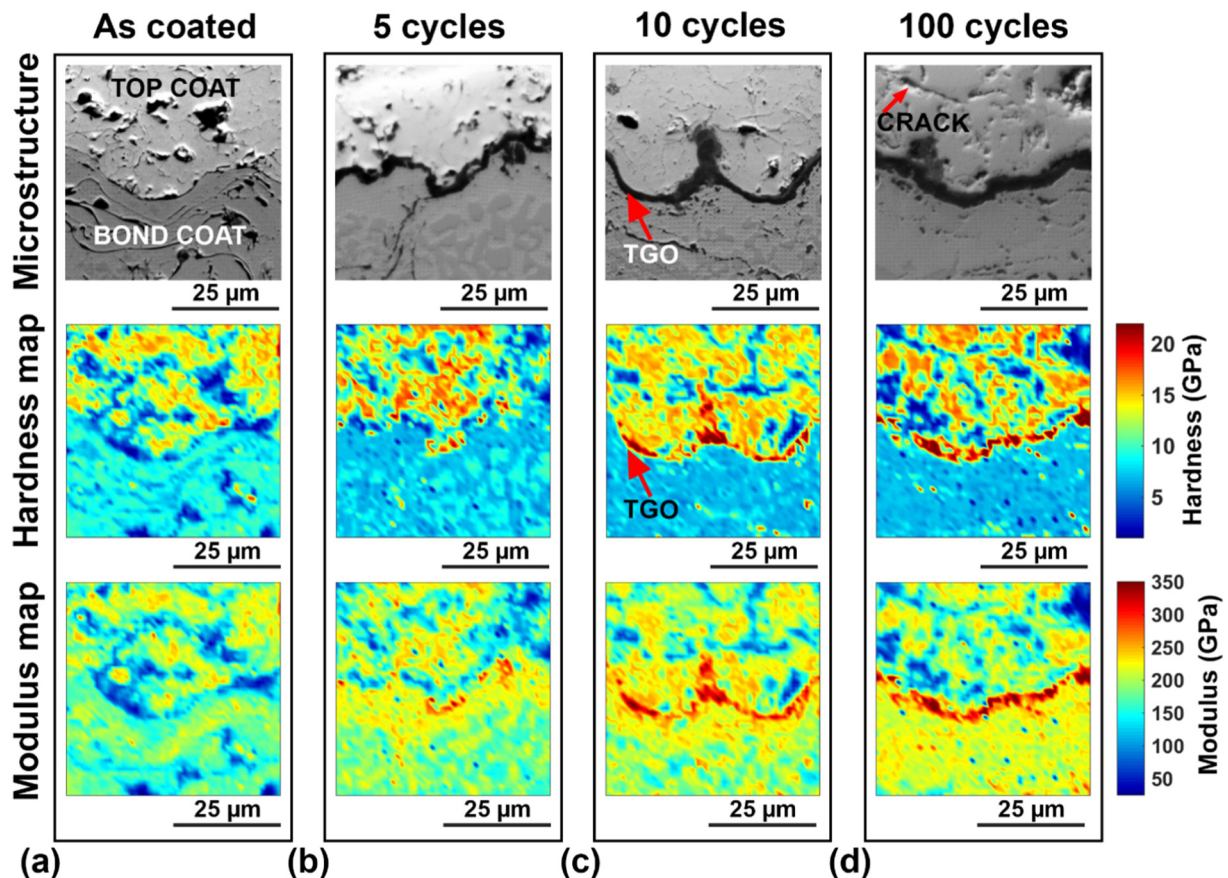 As coated
5 cycles
10 cycles
100 cycles
Microstructure
TOP COAT
BOND COAT
TGO
CRACK
25 µm
25 µm
25 µm
25 µm
Hardness map
TGO
20
15
10
5
Hardness (GPa)
25 µm
25 µm
25 µm
25 µm
Modulus map
350
300
250
200
150
100
50
Modulus (GPa)
25 µm
25 µm
25 µm
25 µm
(a)
(b)
(c)
(d)